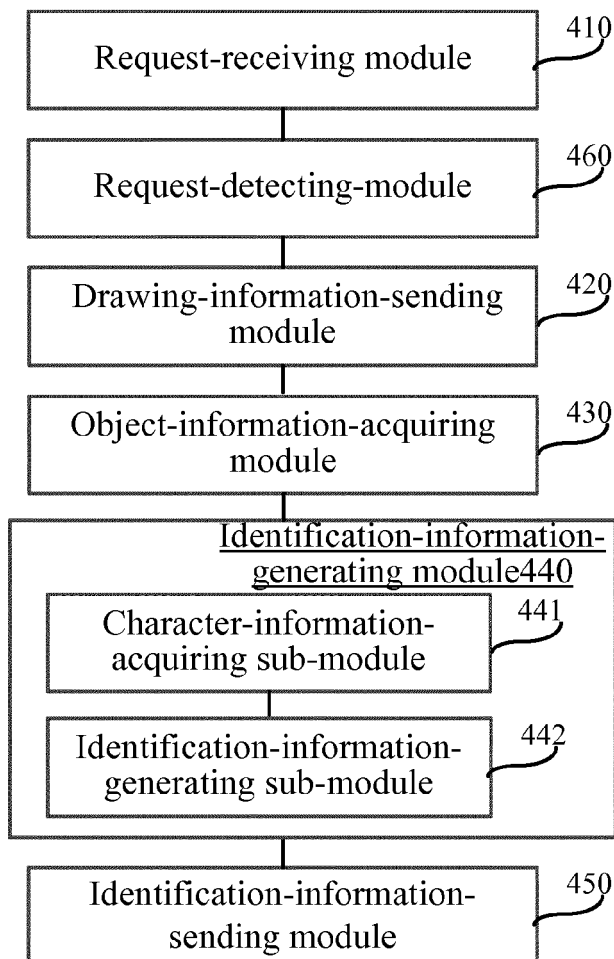 Request-receiving module
410
Request-detecting-module
460
Drawing-information-sending
module
420
Object-information-acquiring
module
430
Identification-information-
generating module440
Character-information-
acquiring sub-module
441
Identification-information-
generating sub-module
442
Identification-information-
sending module
450